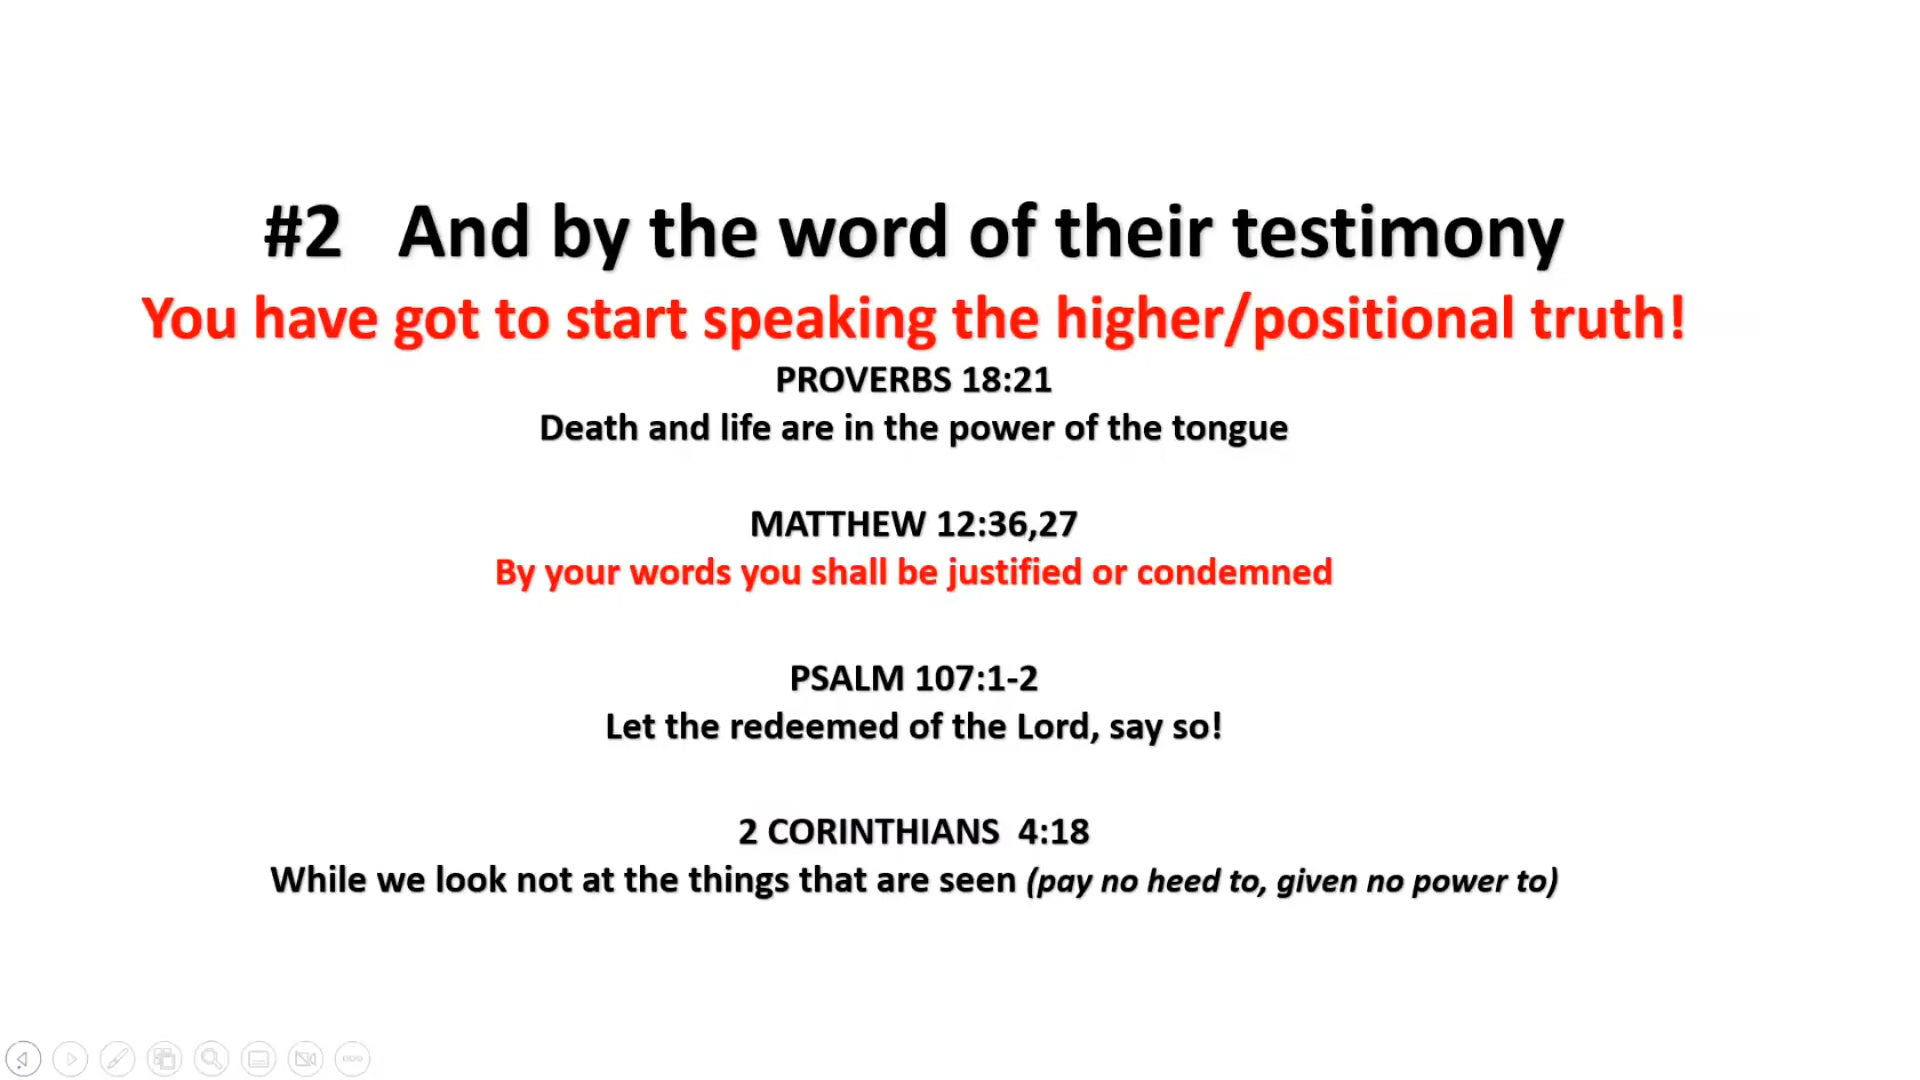 #2 And by the word of their testimony
You have got to start speaking the higher/positional truth!
PROVERBS 18:21
Death and life are in the power of the tongue
MATTHEW 12:36,27
By your words you shall be justified or condemned
PSALM 107:1-2
Let the redeemed of the Lord, say so!
2 CORINTHIANS 4:18
While we look not at the things that are seen (pay no heed to, given no power to)